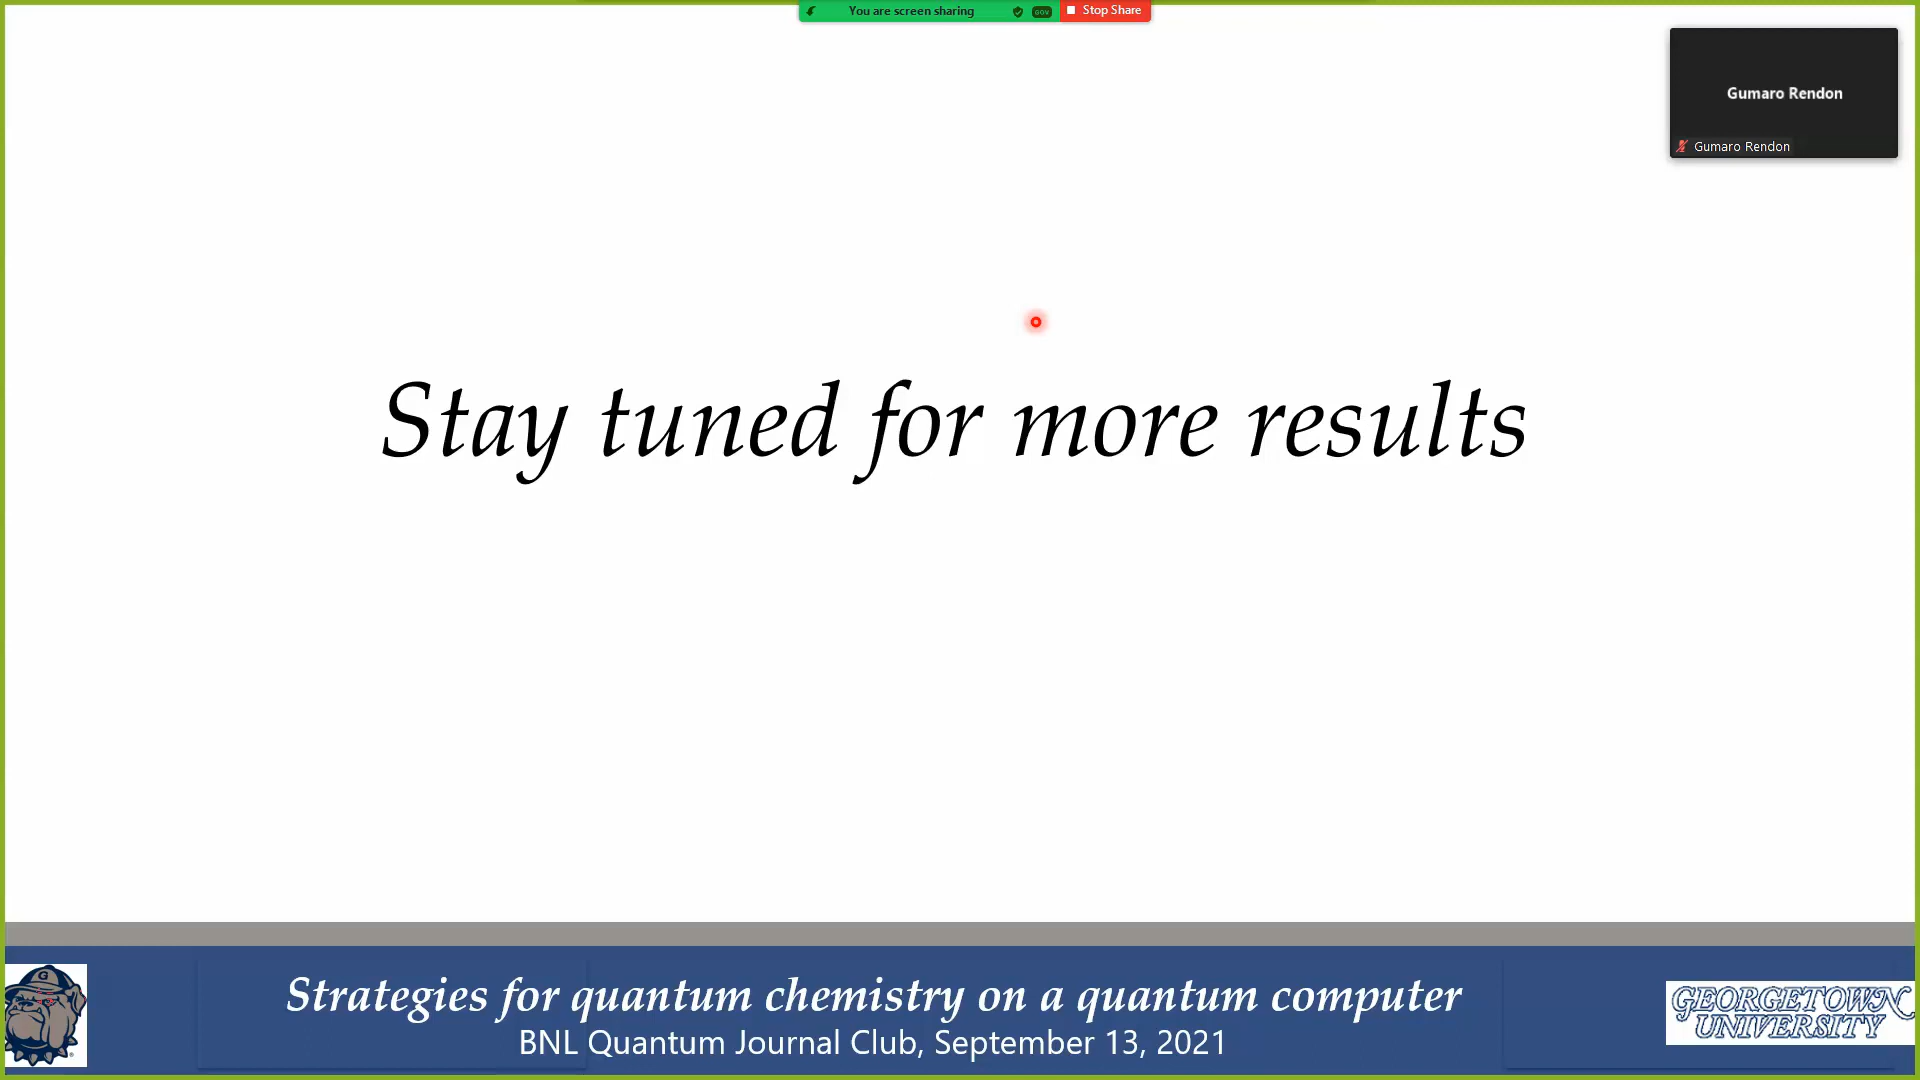 You are screen sharing
GOV
Stop Share
Gumaro Rendon
Gumaro Rendon
Stay tuned for more results
G
Strategies for quantum chemistry on a quantum computer
BNL Quantum Journal Club, September 13, 2021
GEORGETOWN
UNIVERSITY